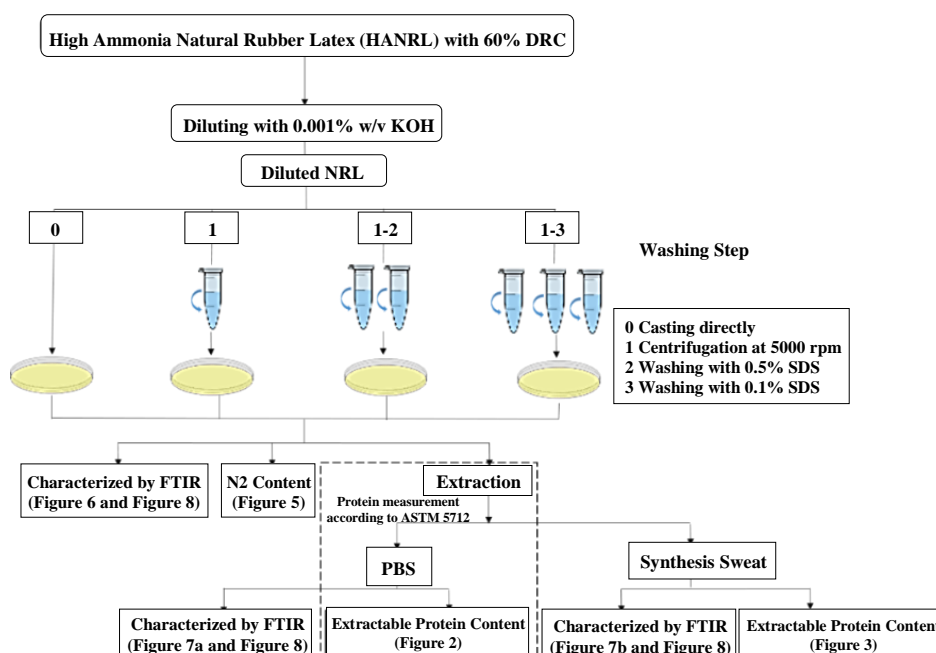 High Ammonia Natural Rubber Latex (HANRL) with 60% DRC
Diluting with 0.001% w/v KOH
Diluted NRL
0
1
1-2
1-3
Washing Step
0 Casting directly
1 Centrifugation at 5000 rpm
2 Washing with 0.5% SDS
3 Washing with 0.1% SDS
Characterized by FTIR
(Figure 6 and Figure 8)
N2 Content
(Figure 5)
Extraction
Protein measurement
according to ASTM 5712
PBS
Synthesis Sweat
Characterized by FTIR
(Figure 7a and Figure 8)
Extractable Protein Content
(Figure 2)
Characterized by FTIR
(Figure 7b and Figure 8)
Extractable Protein Content
(Figure 3)